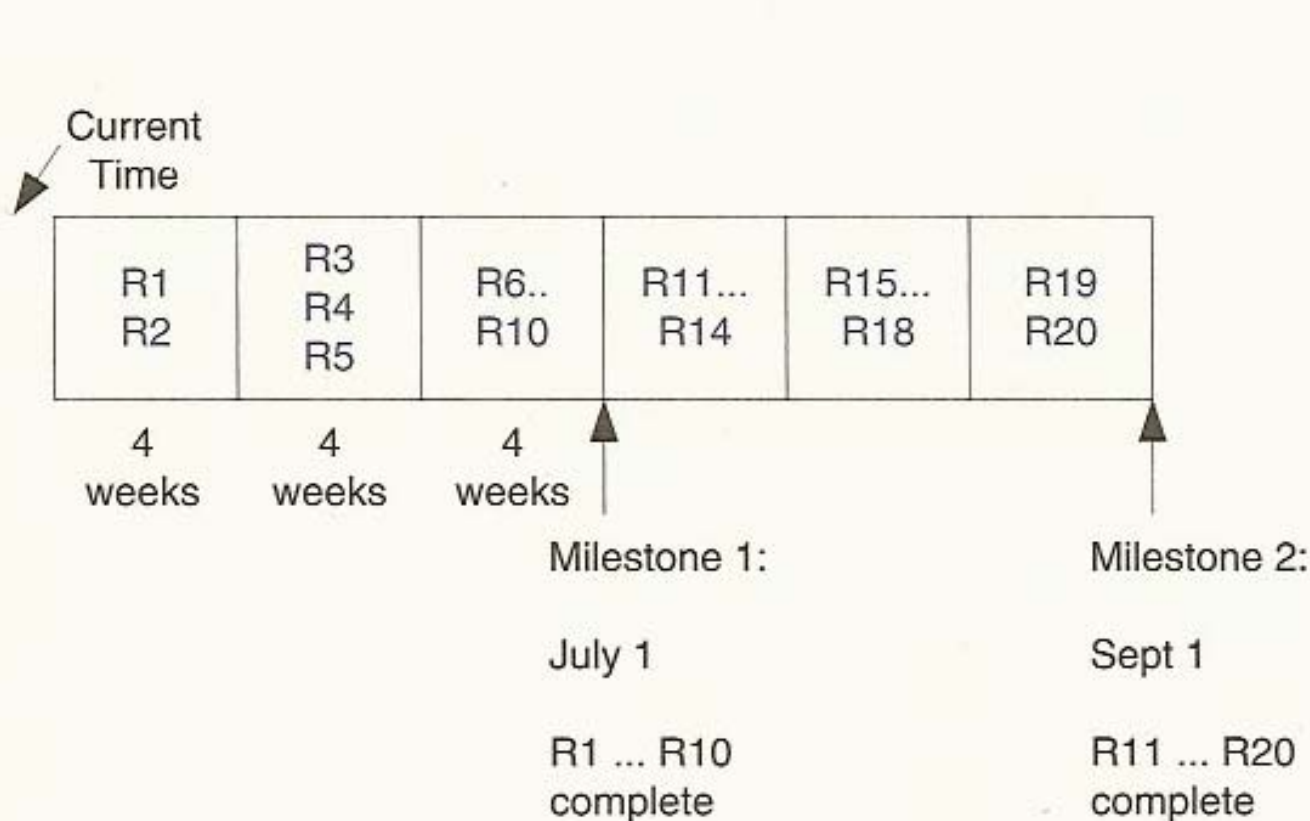 Current
Time
R1
R2
R3
R4
R5
R6..
R10
R11...
R14
R15...
R18
R19
R20
4
weeks
4
weeks
4
weeks
Milestone 1:
July 1
R1 ... R10
complete
Milestone 2:
Sept 1
R11 ... R20
complete